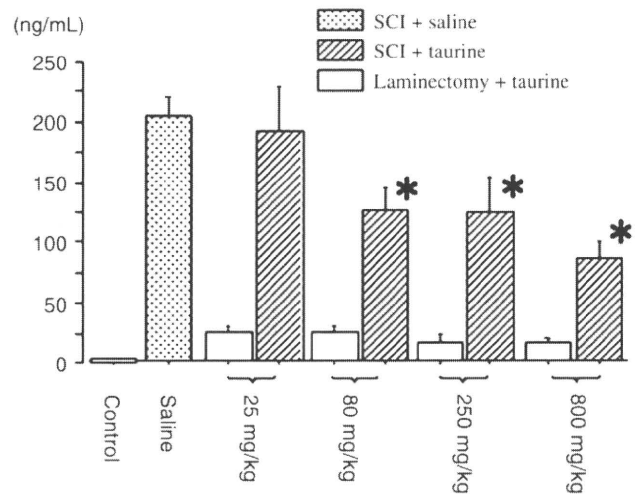 (ng/mL)
SCI + saline
SCI + taurine
Laminectomy + taurine
250
200
150
100
50
0
*
*
*
Control
Saline
25 mg/kg
80 mg/kg
250 mg/kg
800 mg/kg